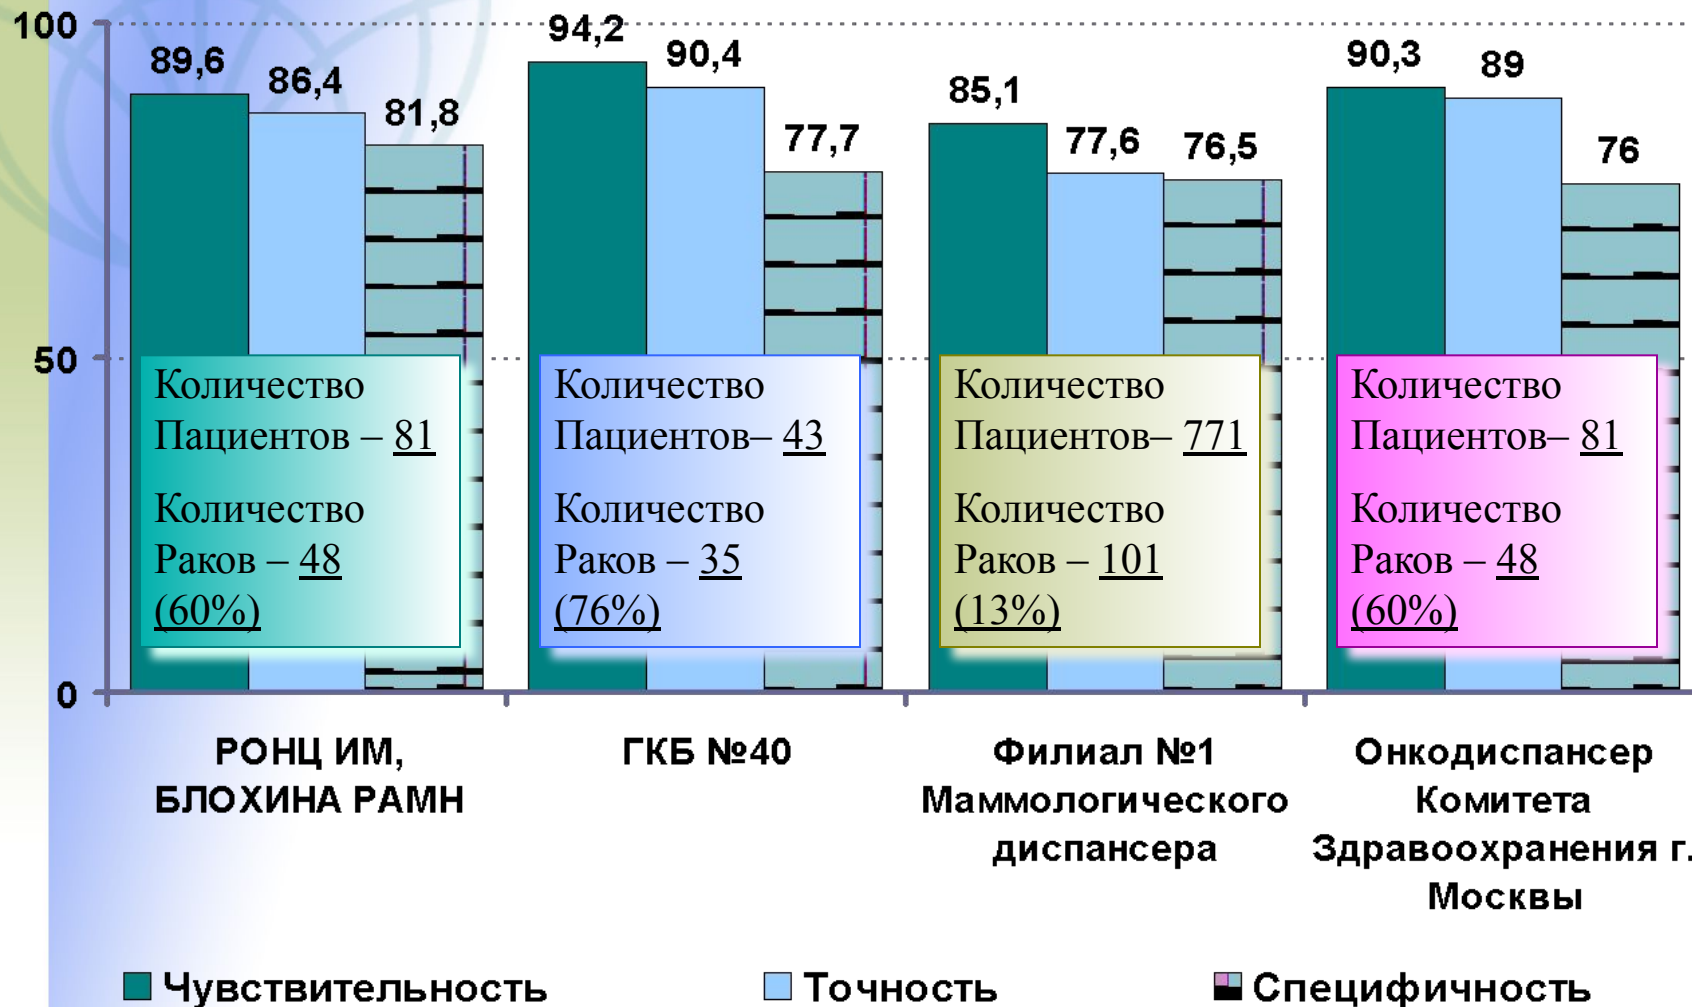 100
50
0
89,6
86,4
81,8
94,2
90,4
77,7
85,1
77,6
76,5
90,3
89
76
Количество
Пациентов – 81
Количество
Раков – 48
(60%)
Количество
Пациентов– 43
Количество
Раков – 35
(76%)
Количество
Пациентов– 771
Количество
Раков – 101
(13%)
Количество
Пациентов– 81
Количество
Раков – 48
(60%)
РОНЦ ИМ,
БЛОХИНА РАМН
ГКБ №40
Филиал №1
Маммологического
диспансера
Онкодиспансер
Комитета
Здравоохранения г.
Москвы
Чувствительность
Точность
Специфичность